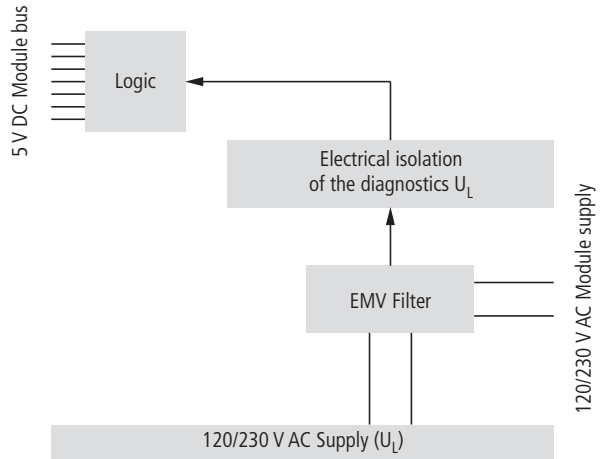 5 V DC Module bus
Logic
Electrical isolation
of the diagnostics U_L
EMV Filter
120/230 V AC Module supply
120/230 V AC Supply (U_L)